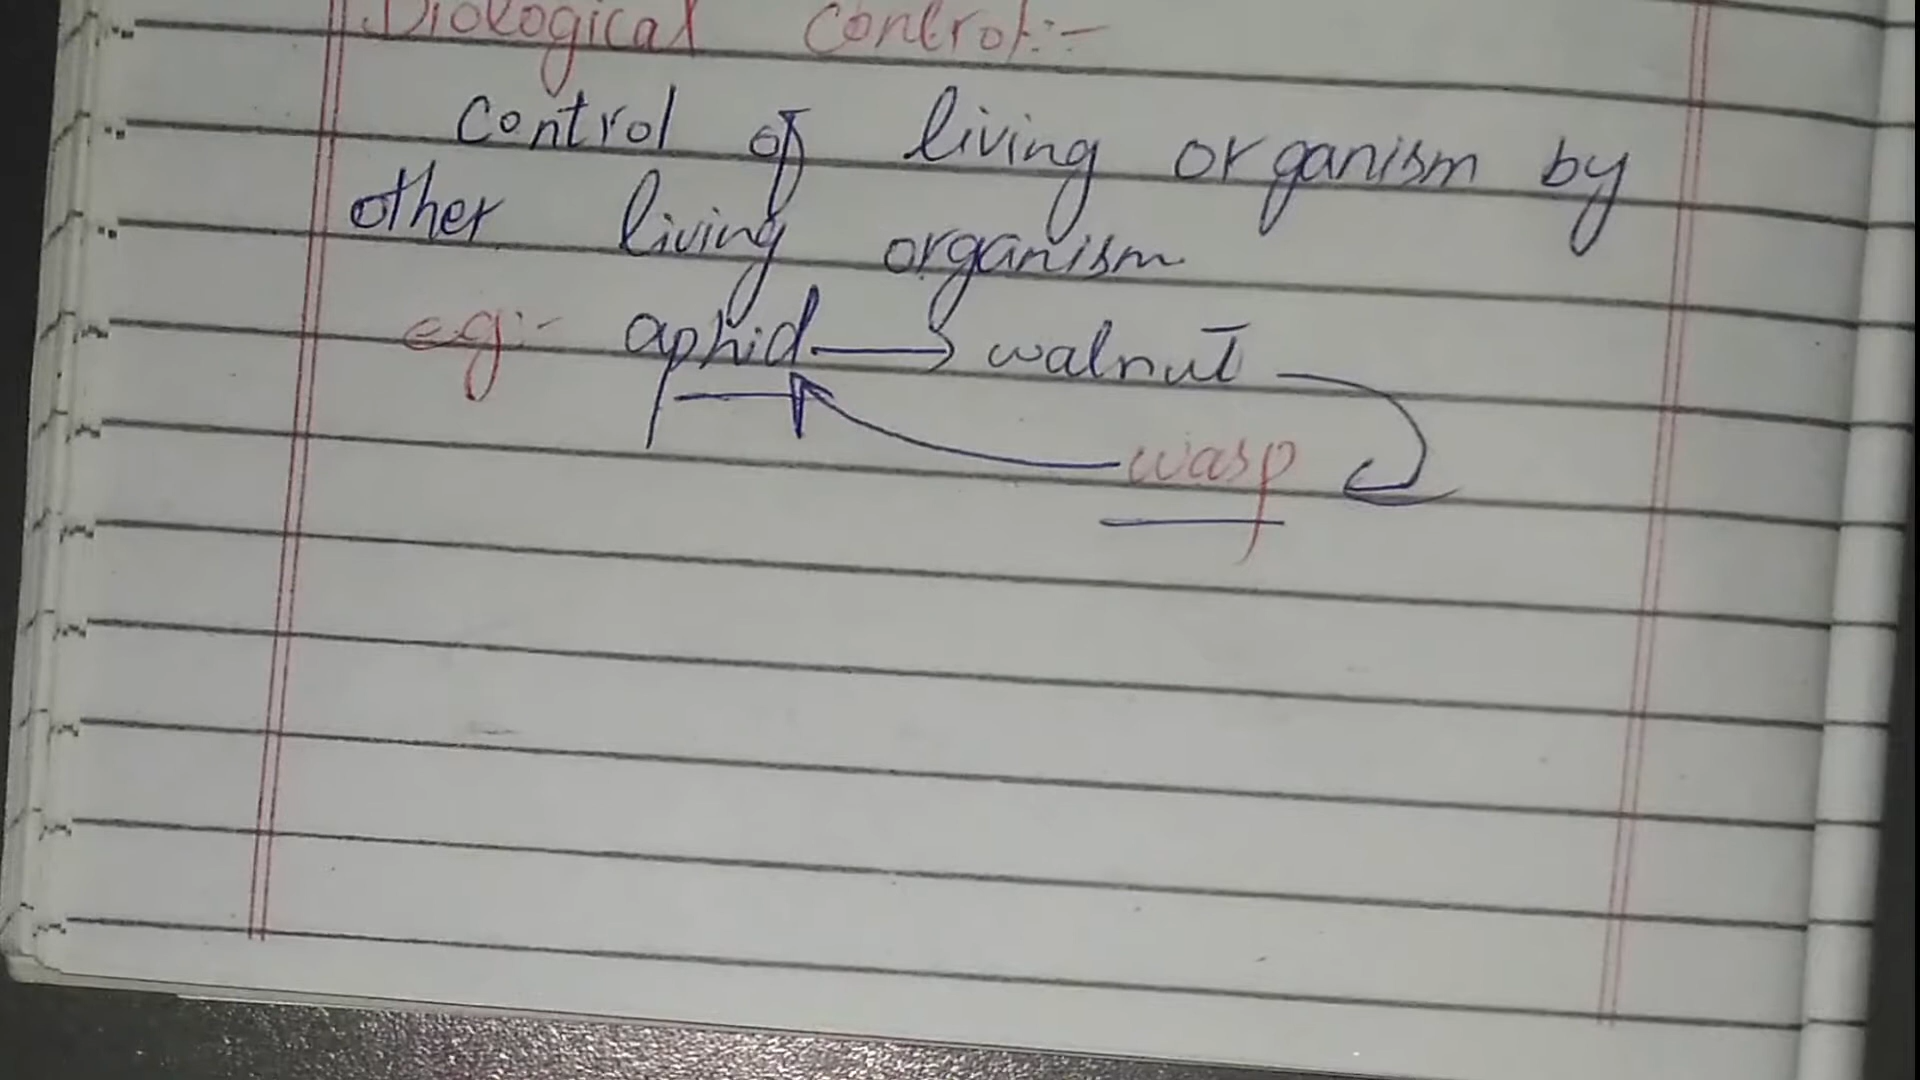 Biological Control:-
Control of living organism by
other living organism
eg:- aphid → walnut
wasp